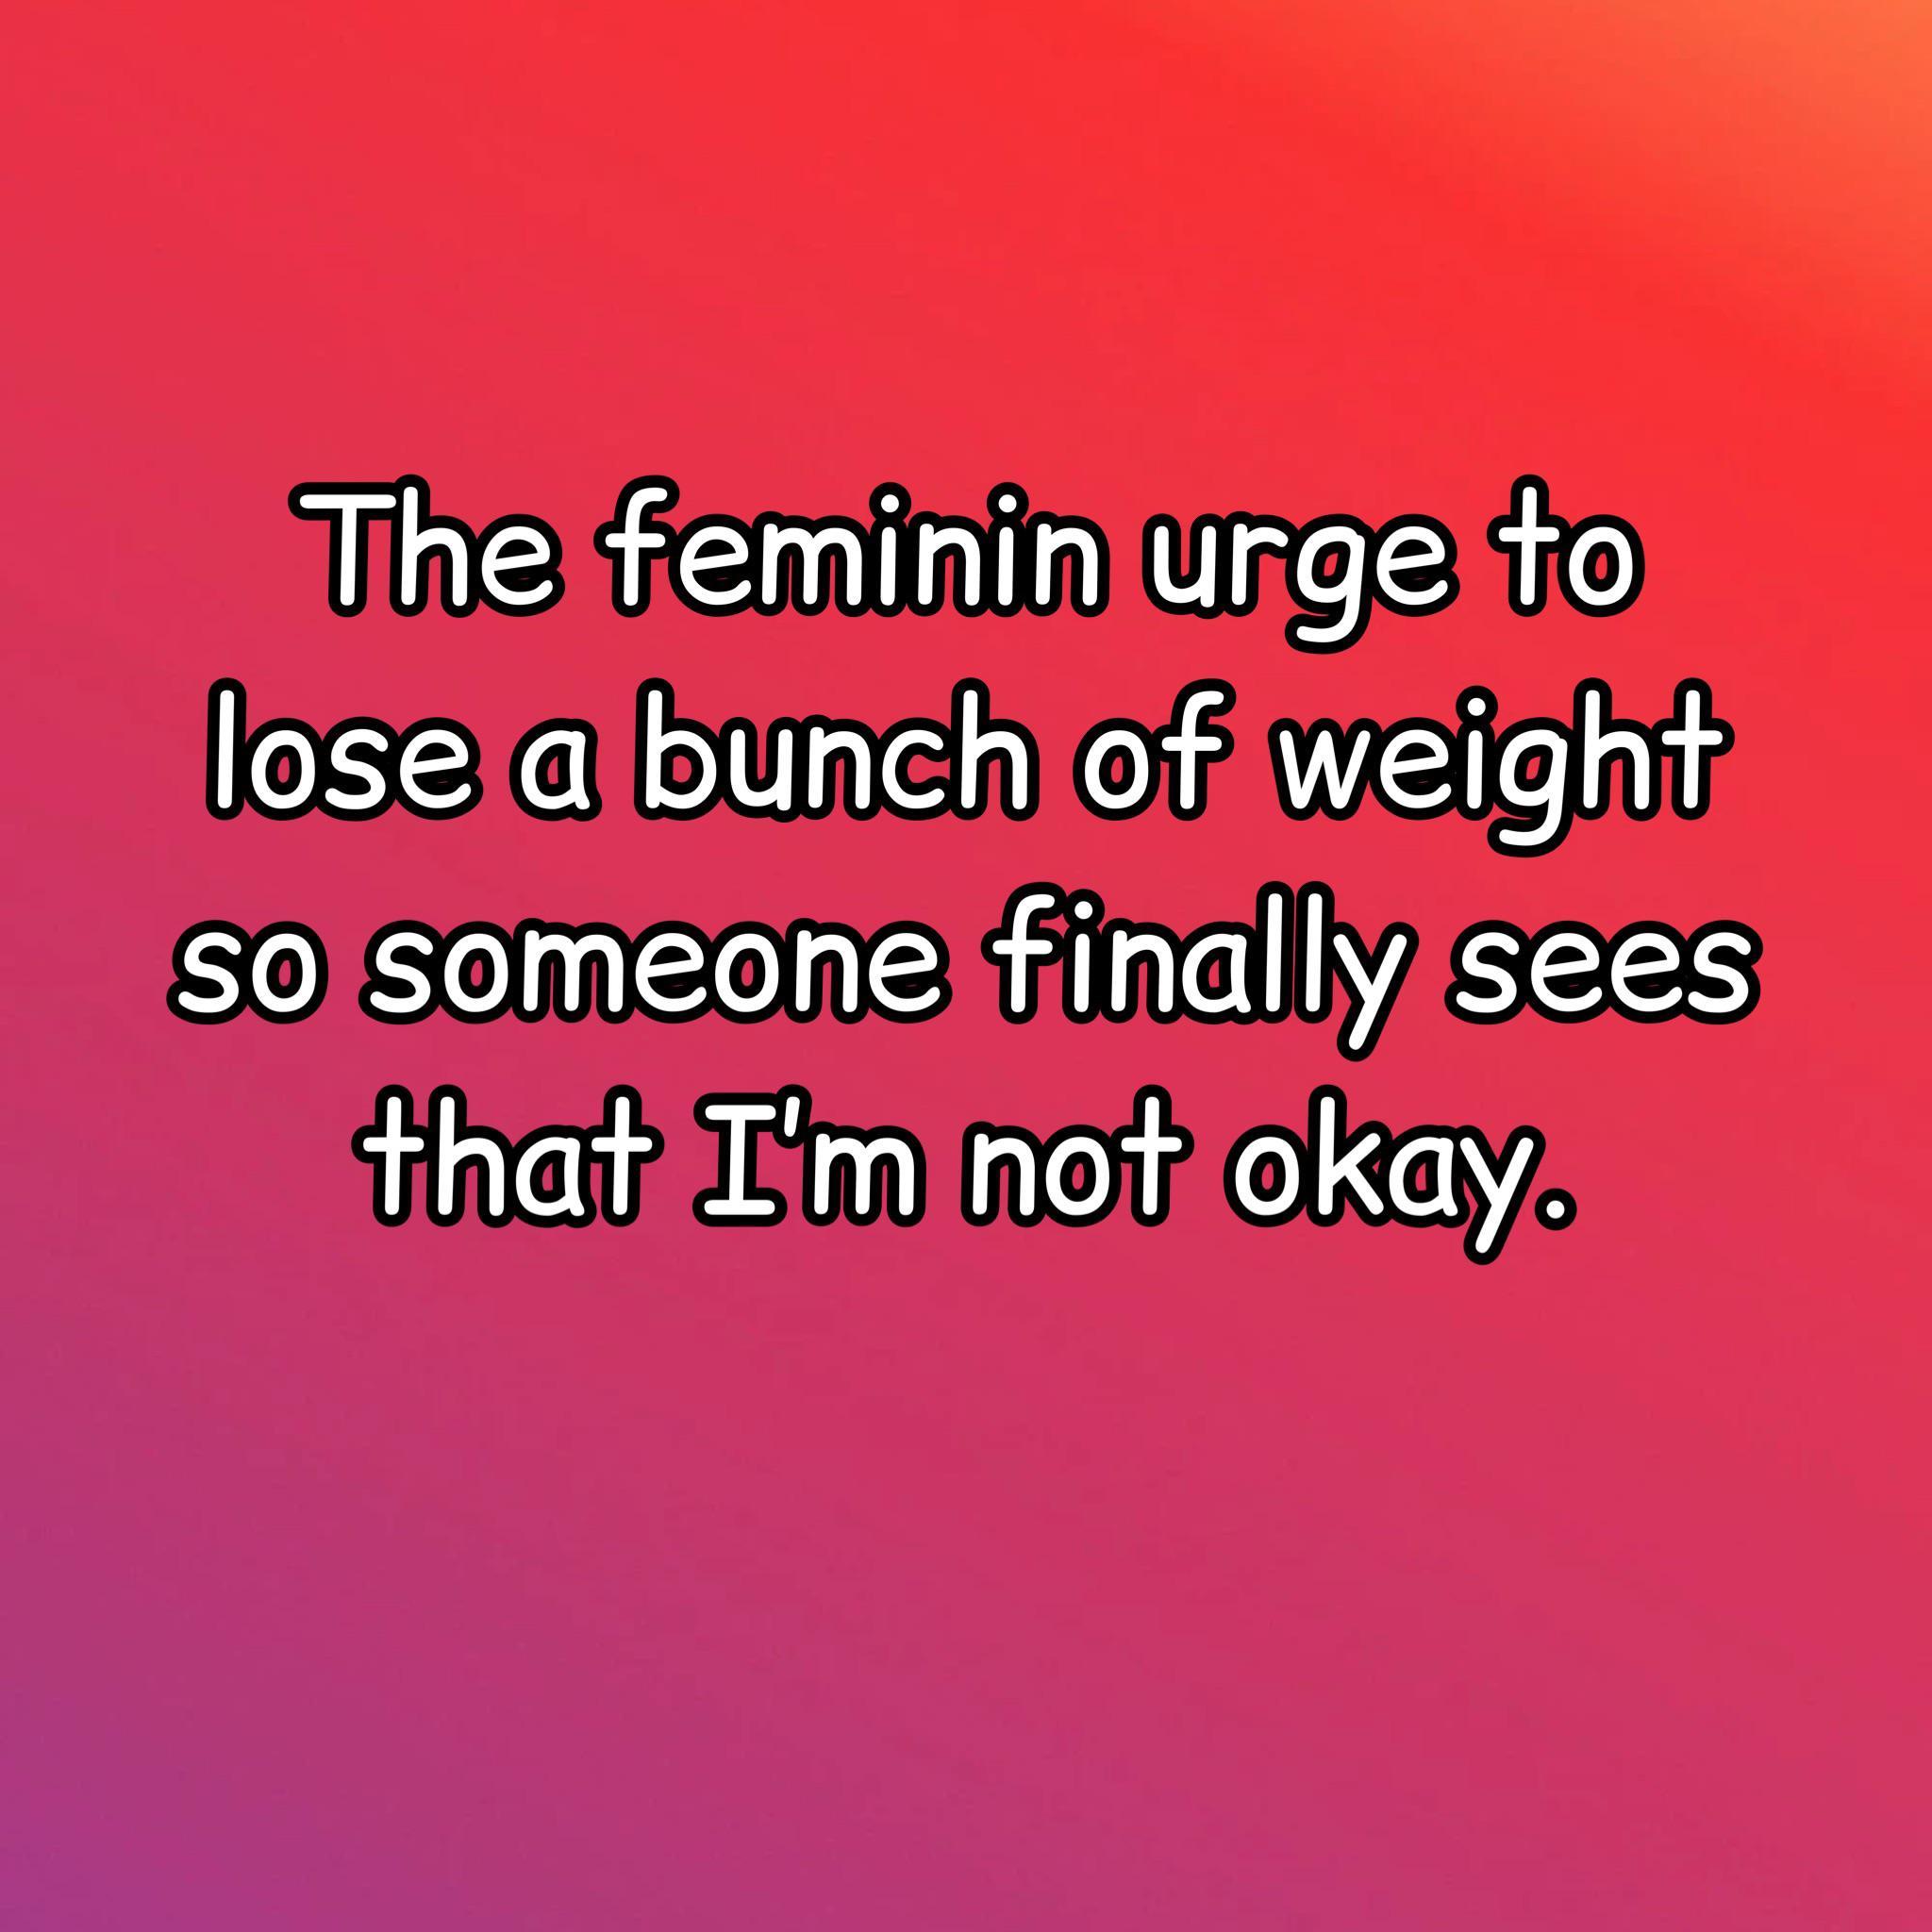 The feminin urge to
lose a bunch of weight
so someone finally sees
that I'm not okay.